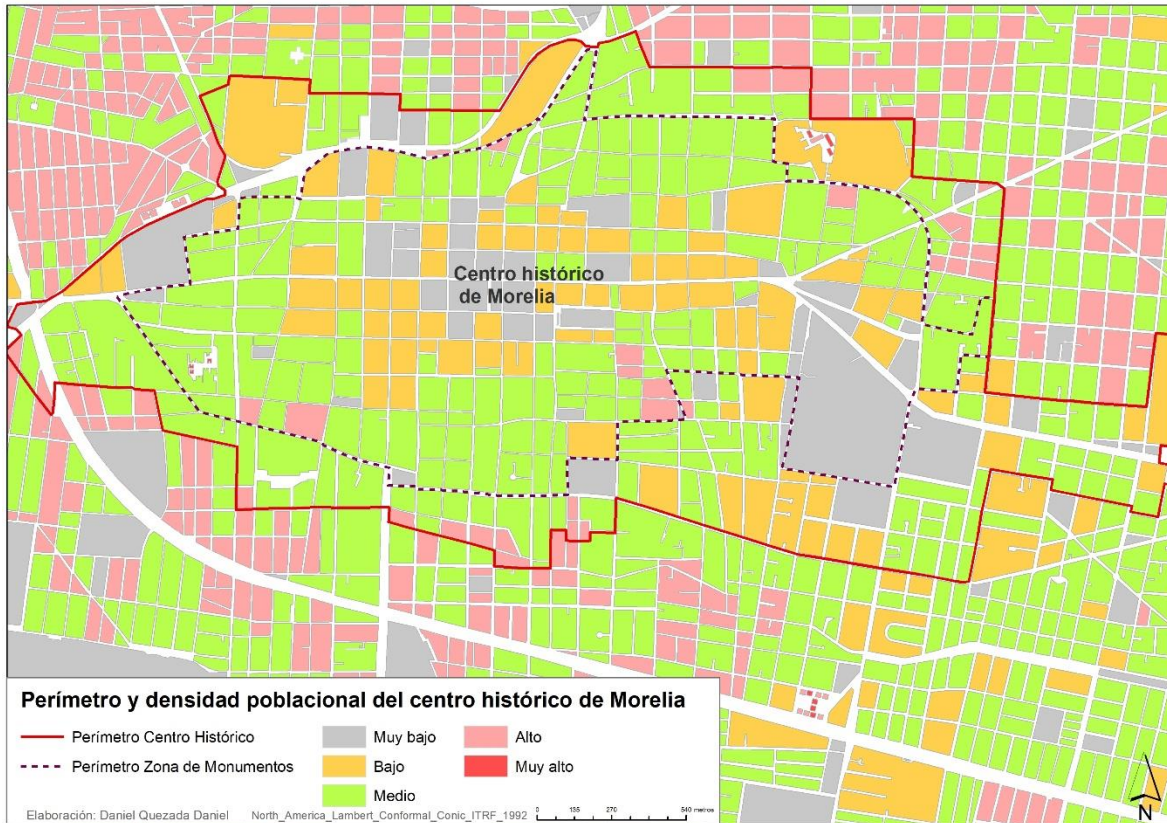 Centro histórico
de Morelia
Perímetro y densidad poblacional del centro histórico de Morelia
Perímetro Centro Histórico
Perímetro Zona de Monumentos
Muy bajo
Bajo
Medio
Alto
Muy alto
Elaboración: Daniel Quezada Daniel
North_America_Lambert_Conformal_Conic_ITRF_1992
0 135 270 540 metros
N